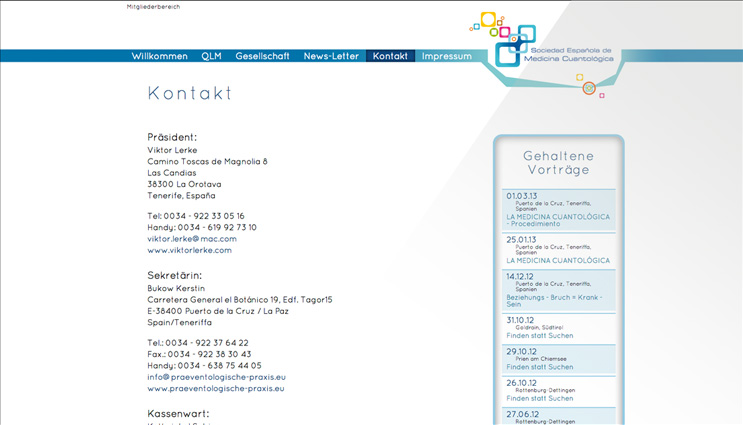 Mitgliederbereich
Sociedad Española de
Medicina Cuantológica
Willkommen QLM Gesellschaft News-Letter Kontakt Impressum
Kontakt
Präsident:
Viktor Lerke
Camino Toscas de Magnolia 8
Las Candias
38300 La Orotava
Tenerife, España
Tel: 0034 - 922 33 05 16
Handy: 0034 - 619 92 73 10
viktor.lerke@mac.com
www.viktorlerke.com
Sekretärin:
Bukow Kerstin
Carretera General el Botánico 19, Edf. Tagor15
E-38400 Puerto de la Cruz / La Paz
Spain/Teneriffa
Tel.: 0034 - 922 37 64 22
Fax.: 0034 - 922 38 30 43
Handy: 0034 - 638 75 44 05
info@praeventologische-praxis.eu
www.praeventologische-praxis.eu
Kassenwart:
Gehaltene
Vorträge
01.03.13
Puerto de la Cruz, Teneriffa,
Spanien
LA MEDICINA CUANTOLÓGICA
- Procedimiento
25.01.13
Puerto de la Cruz, Teneriffa,
Spanien
LA MEDICINA CUANTOLÓGICA
14.12.12
Puerto de la Cruz, Teneriffa,
Spanien
Beziehungs - Bruch = Krank -
Sein
31.10.12
Goldrain, Südtirol
Finden statt Suchen
29.10.12
Prien am Chiemsee
Finden statt Suchen
26.10.12
Rottenburg-Oettingen
Finden statt Suchen
27.06.12
Rottenburg-Oettingen